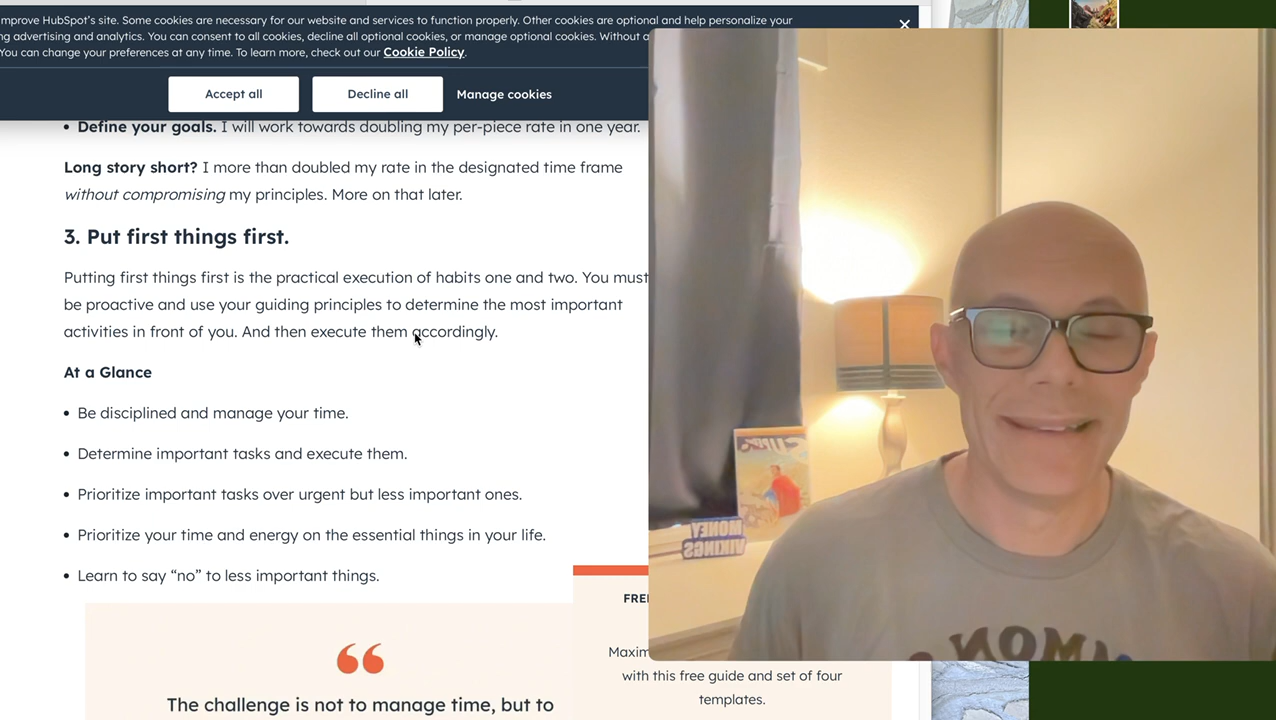 improve HubSpot's site. Some cookies are necessary for our website and services to function properly. Other cookies are optional and help personalize your
ng advertising and analytics. You can consent to all cookies, decline all optional cookies, or manage optional cookies. Without a
You can change your preferences at any time. To learn more, check out our Cookie Policy.
Accept all
Decline all
Manage cookies
• Define your goals. I will work towards doubling my per-piece rate in one year.
Long story short? I more than doubled my rate in the designated time frame
without compromising my principles. More on that later.
3. Put first things first.
Putting first things first is the practical execution of habits one and two. You must
be proactive and use your guiding principles to determine the most important
activities in front of you. And then execute them accordingly.
At a Glance
• Be disciplined and manage your time.
• Determine important tasks and execute them.
• Prioritize important tasks over urgent but less important ones.
• Prioritize your time and energy on the essential things in your life.
• Learn to say “no” to less important things.
FREE
Maxim
with this free guide and set of four
templates.
The challenge is not to manage time, but to
SUPER
MONEY
VIKINGS
MOM